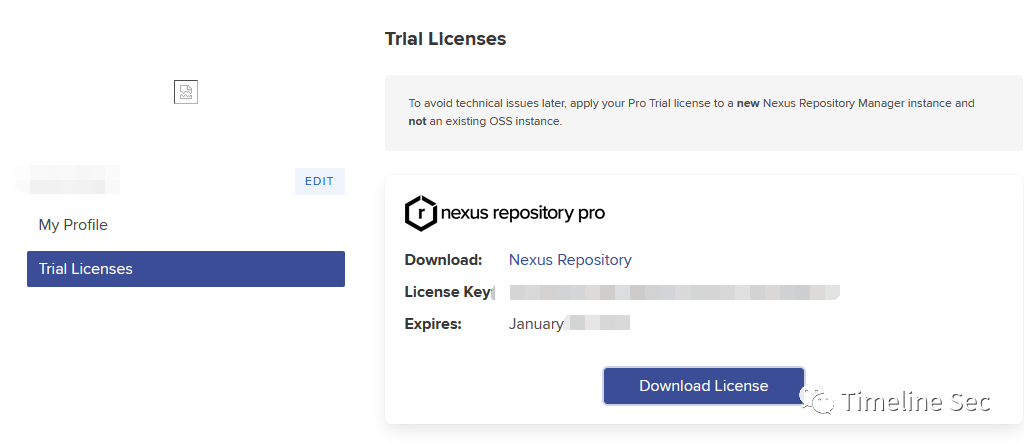 Trial Licenses
To avoid technical issues later, apply your Pro Trial license to a new Nexus Repository Manager instance and
not an existing OSS instance.
EDIT
My Profile
Trial Licenses
r nexus repository pro
Download: Nexus Repository
License Key:
Expires: January
Download License
Timeline Sec